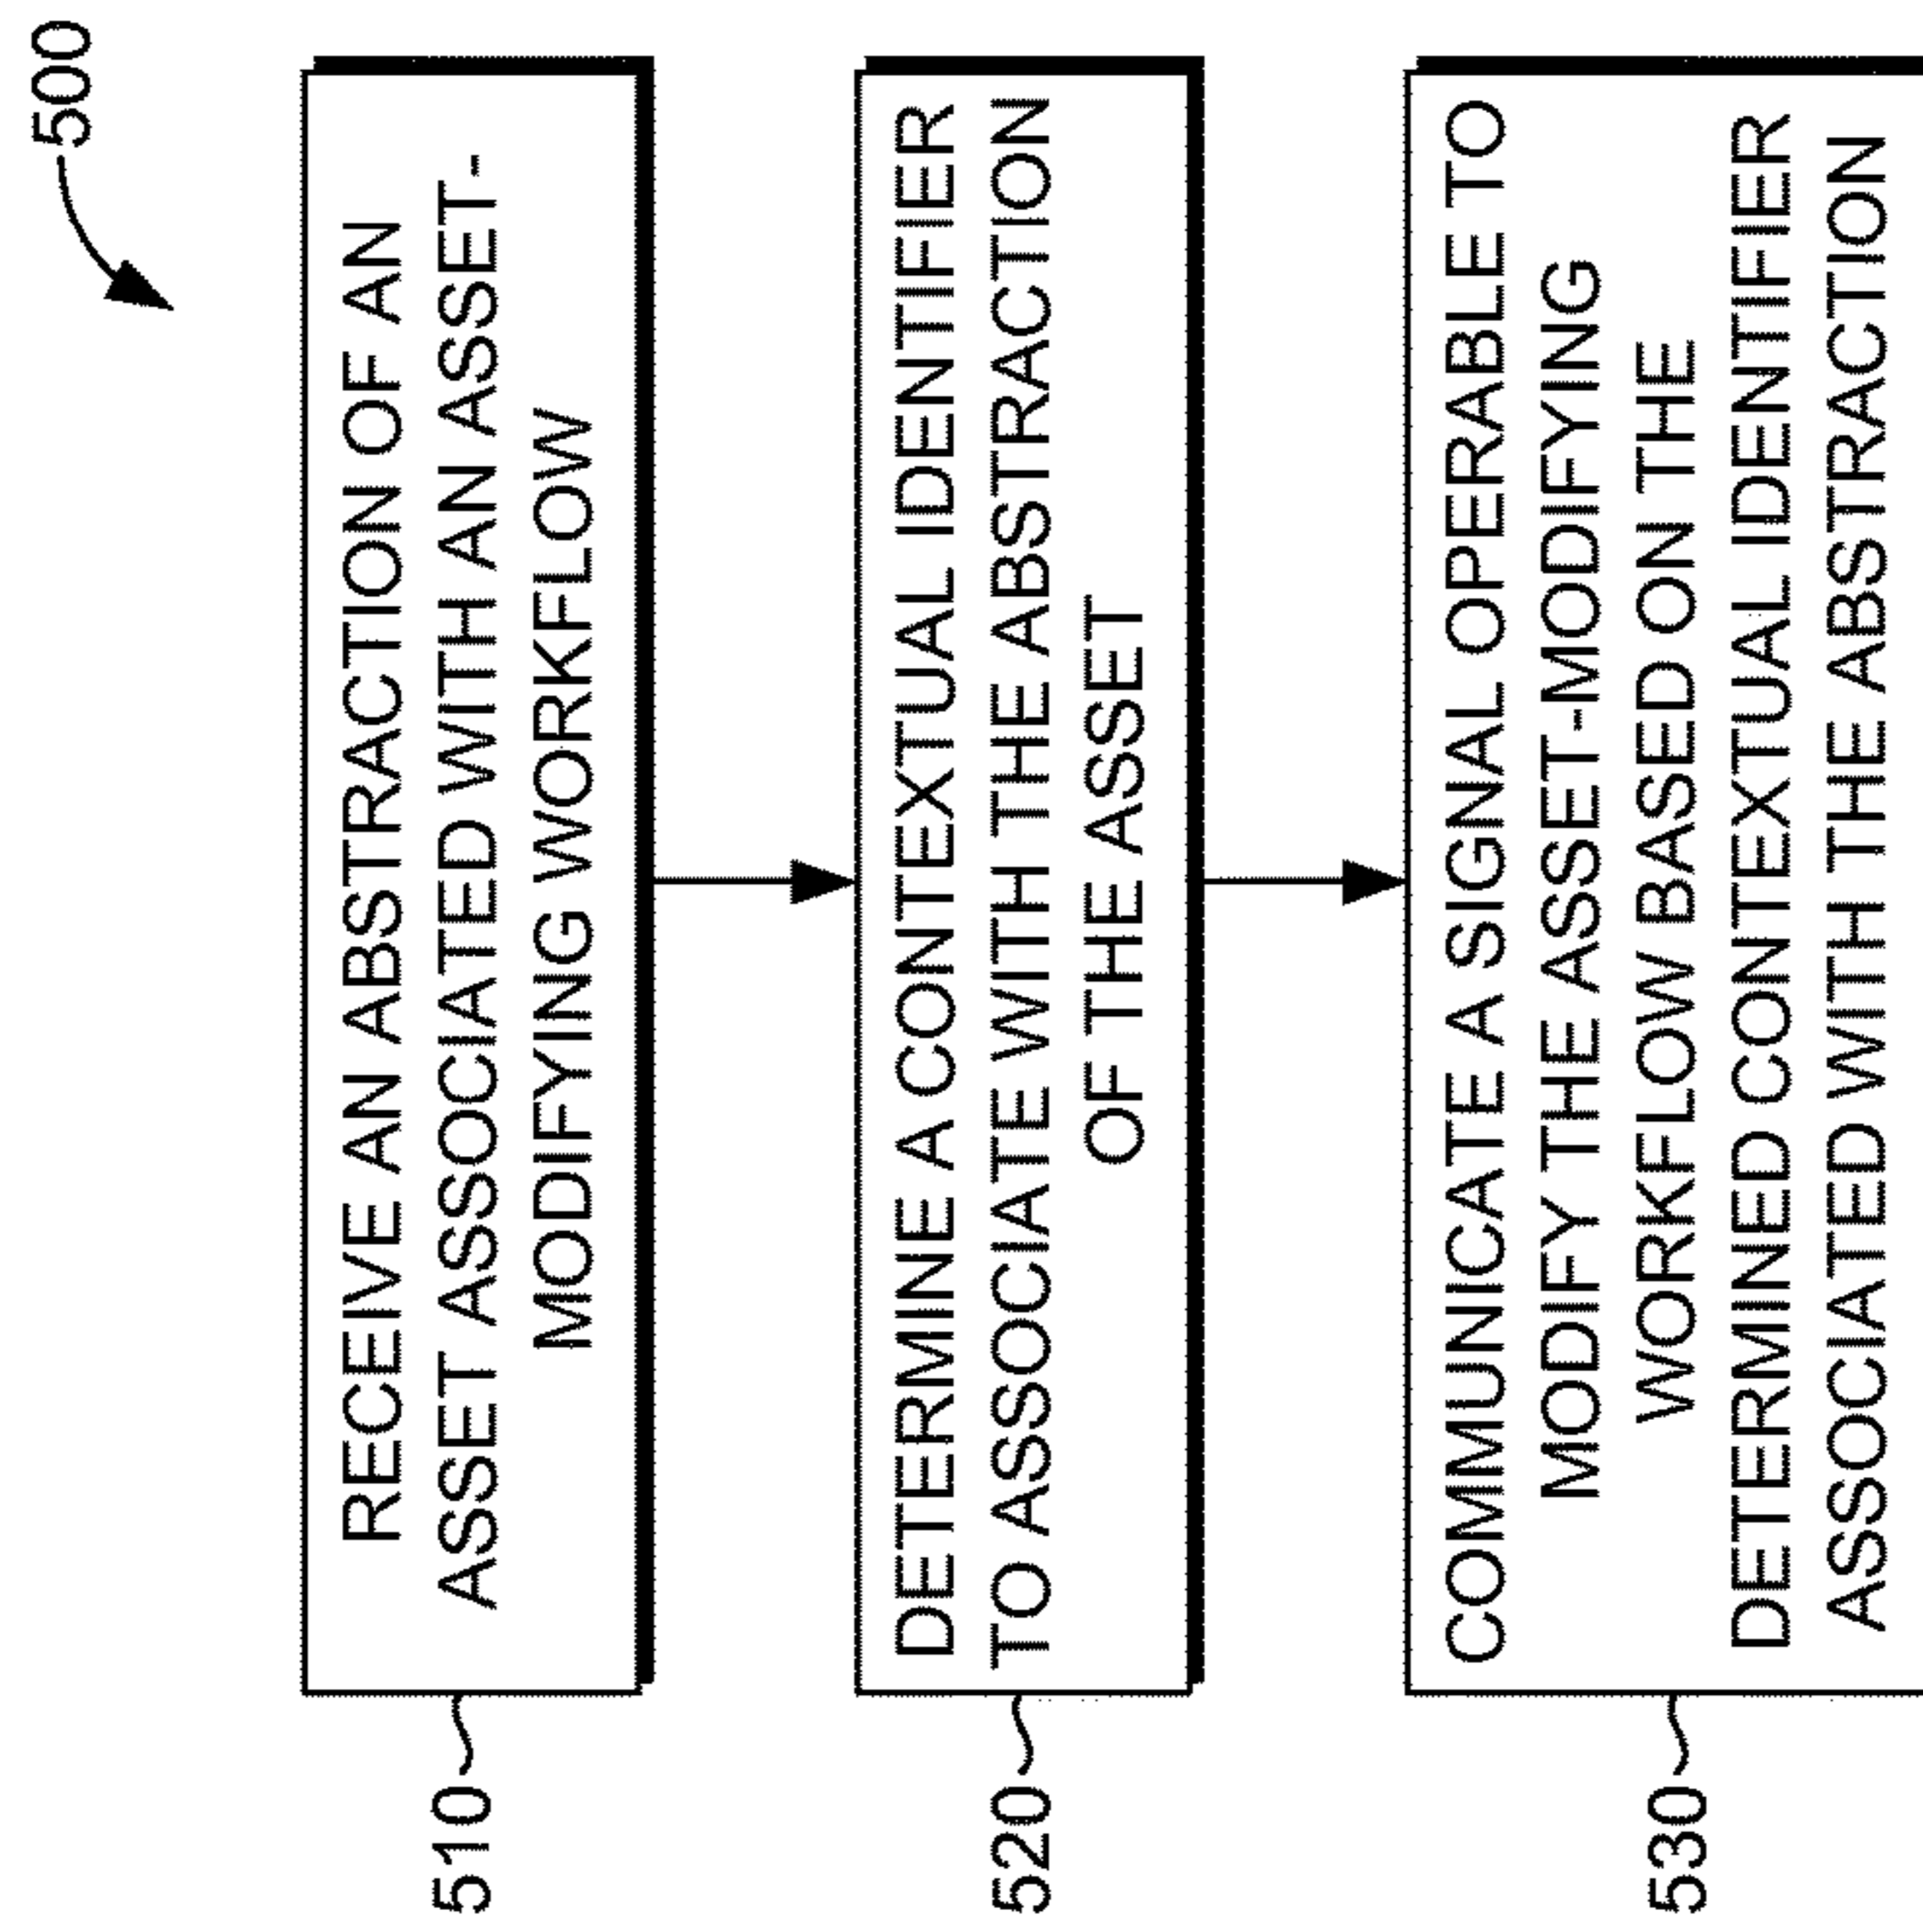 500
510
RECEIVE AN ABSTRACTION OF AN
ASSET ASSOCIATED WITH AN ASSET-
MODIFYING WORKFLOW
520
DETERMINE A CONTEXTUAL IDENTIFIER
TO ASSOCIATE WITH THE ABSTRACTION
OF THE ASSET
530
COMMUNICATE A SIGNAL OPERABLE TO
MODIFY THE ASSET-MODIFYING
WORKFLOW BASED ON THE
DETERMINED CONTEXTUAL IDENTIFIER
ASSOCIATED WITH THE ABSTRACTION